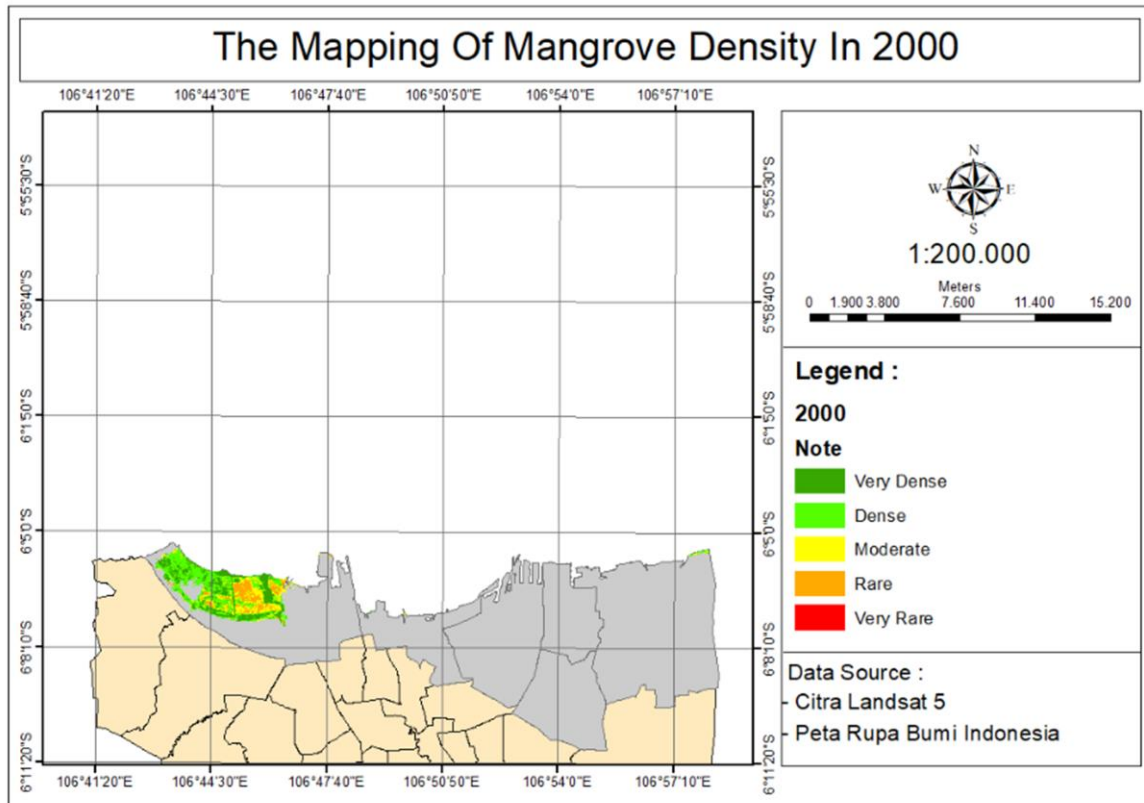 The Mapping Of Mangrove Density In 2000
106°41'20"E 106°44'30"E 106°47'40"E 106°50'50"E 106°54'0"E 106°57'10"E
5°55'30"S 5°55'30"S
5°58'40"S 5°58'40"S
6°1'50"S 6°1'50"S
6°5'0"S 6°5'0"S
6°8'10"S 6°8'10"S
6°11'20"S 6°11'20"S
106°41'20"E 106°44'30"E 106°47'40"E 106°50'50"E 106°54'0"E 106°57'10"E
N
W E
S
1:200.000
Meters
0 1.900 3.800 7.600 11.400 15.200
Legend :
2000
Note
Very Dense
Dense
Moderate
Rare
Very Rare
Data Source :
- Citra Landsat 5
- Peta Rupa Bumi Indonesia